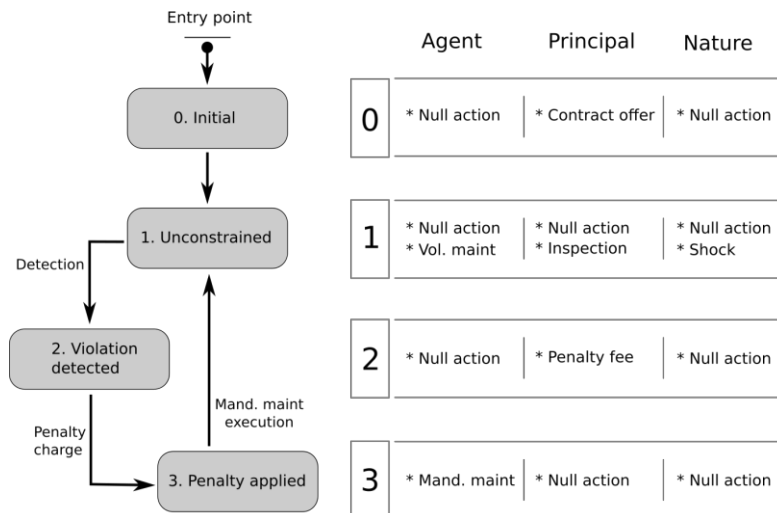 Entry point
0. Initial
1. Unconstrained
Detection
2. Violation
detected
Penalty
charge
Mand. maint
execution
3. Penalty applied
Agent Principal Nature
0 * Null action * Contract offer * Null action
1 * Null action * Null action * Null action
* Vol. maint * Inspection * Shock
2 * Null action * Penalty fee * Null action
3 * Mand. maint * Null action * Null action